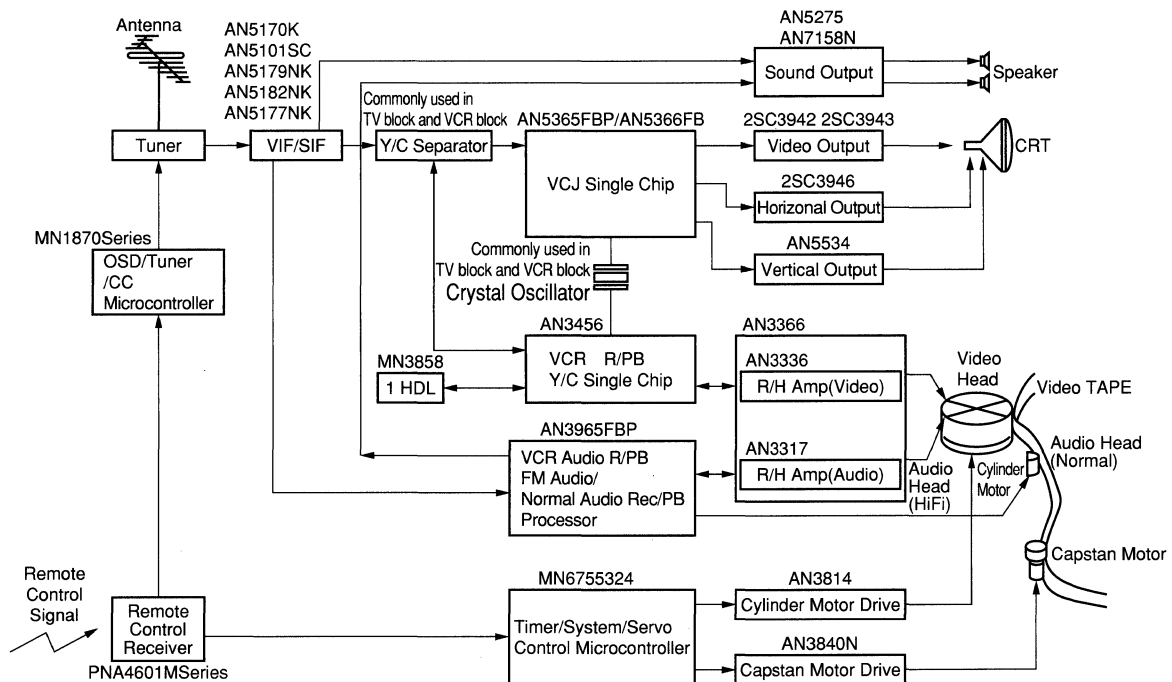 Antenna
AN5170K
AN5101SC
AN5179NK
AN5182NK
AN5177NK
Tuner
VIF/SIF
Commonly used in
TV block and VCR block
Y/C Separator
AN5275
AN7158N
Sound Output
Speaker
AN5365FBP/AN5366FB
VCJ Single Chip
2SC3942 2SC3943
Video Output
CRT
2SC3946
Horizonal Output
AN5534
Vertical Output
MN1870Series
OSD/Tuner
/CC
Microcontroller
Commonly used in
TV block and VCR block
Crystal Oscillator
AN3456
VCR R/PB
Y/C Single Chip
MN3858
1 HDL
AN3366
AN3336
R/H Amp(Video)
AN3317
R/H Amp(Audio)
Video
Head
Video TAPE
Audio Head
(Normal)
Cylinder
Motor
Audio
Head
(HiFi)
AN3965FBP
VCR Audio R/PB
FM Audio/
Normal Audio Rec/PB
Processor
Capstan Motor
Remote
Control
Signal
Remote
Control
Receiver
PNA4601MSeries
MN6755324
Timer/System/Servo
Control Microcontroller
AN3814
Cylinder Motor Drive
AN3840N
Capstan Motor Drive